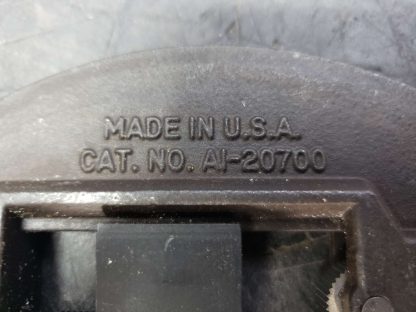 MADE IN U.S.A.
CAT. NO. AI-20700